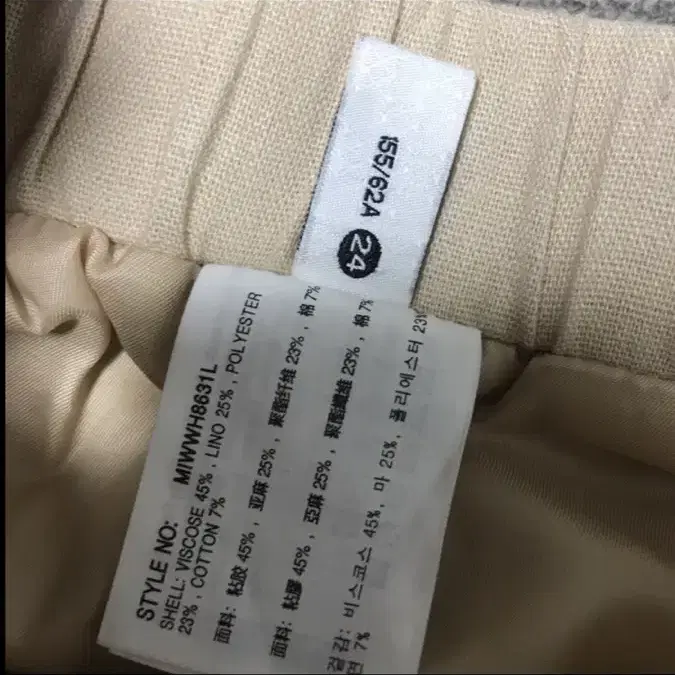 155/62A 24
STYLE NO: MIWWH8631L
SHELL: VISCOSE 45% , LINO 25% , POLYESTER
23% , COTTON 7%
面料: 粘胶 45% , 亚麻 25% , 聚酯纤维 23% , 棉 7%
面料: 粘膠 45% , 亞麻 25% , 聚酯纖維 23% , 棉 7%
겉감: 비스코스 45% , 마 25% , 폴리에스터 23%
면 7%